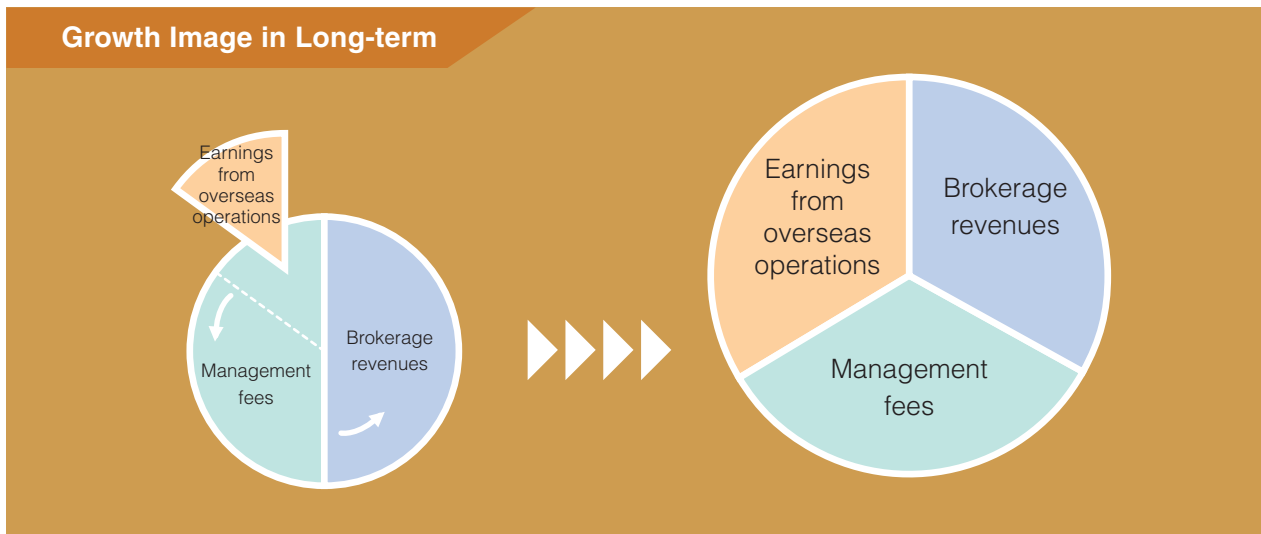 Growth Image in Long-term
Earnings
from
overseas
operations
Management
fees
Brokerage
revenues
Earnings
from
overseas
operations
Brokerage
revenues
Management
fees